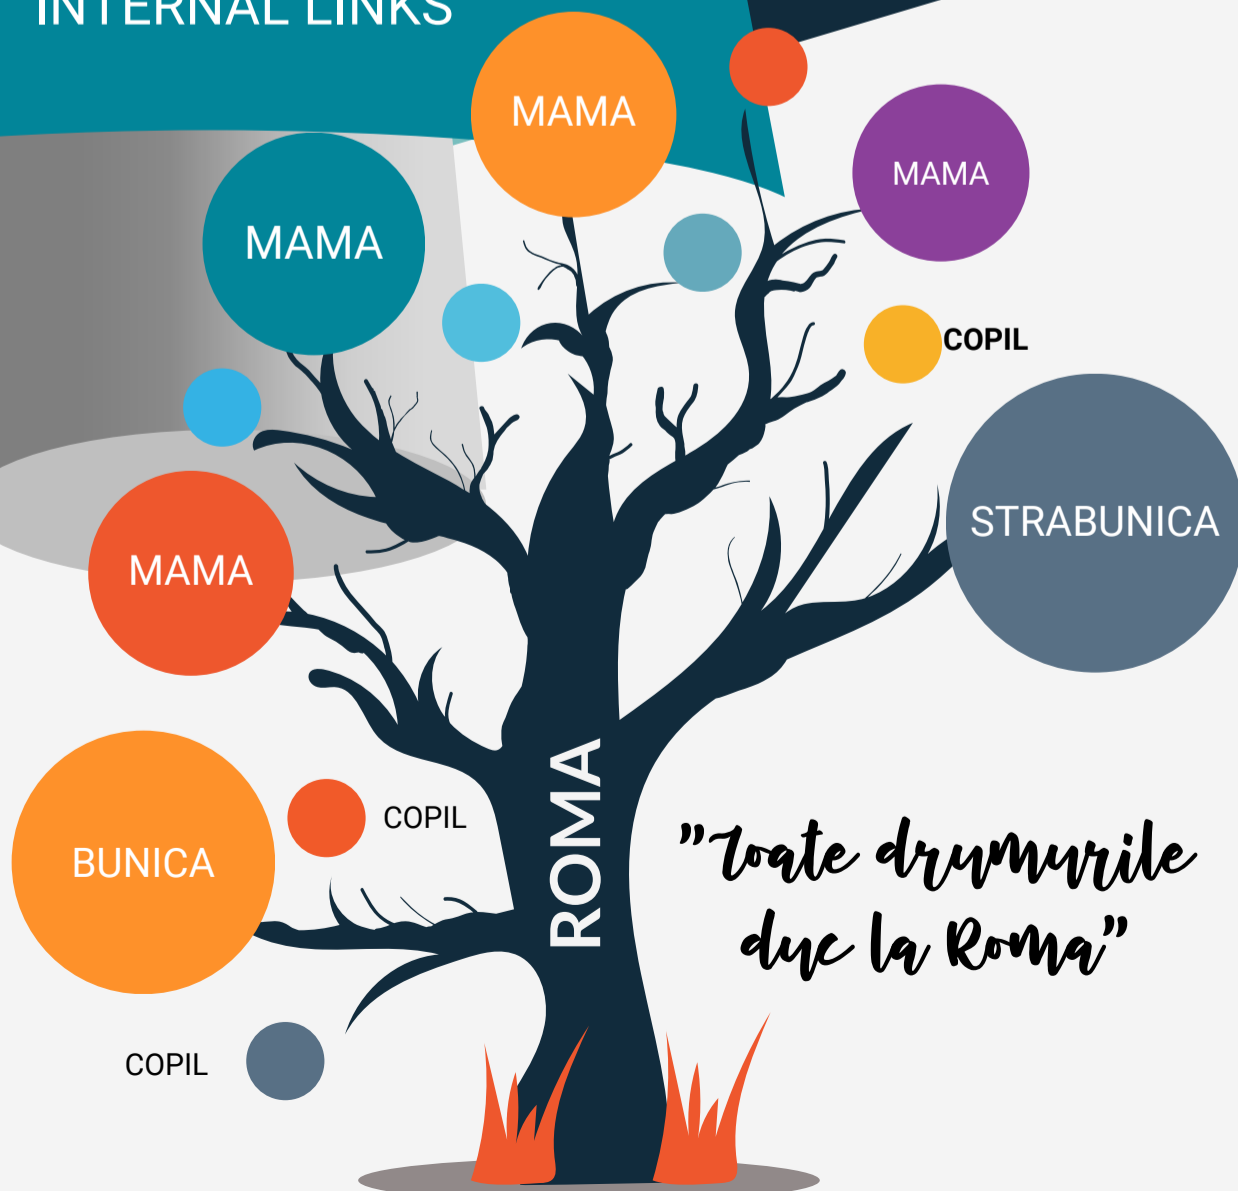 INTERNAL LINKS
MAMA
MAMA
MAMA
COPIL
STRABUNICA
MAMA
ROMA
COPIL
BUNICA
"Toate drumurile
duc la Roma"
COPIL